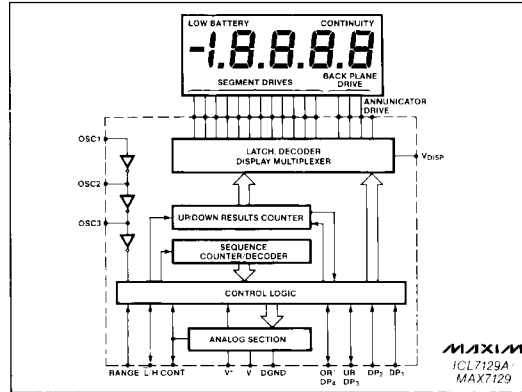 LOW BATTERY CONTINUITY
-1.8.8.8.8
SEGMENT DRIVES
BACK PLANE
DRIVE
ANNUNICATOR
DRIVE
OSC1
LATCH, DECODER
DISPLAY MULTIPLEXER
VDISP
OSC2
UP/DOWN RESULTS COUNTER
OSC3
SEQUENCE
COUNTER/DECODER
CONTROL LOGIC
ANALOG SECTION
RANGE L/H CONT V+ V- DGND OR/ UR/ DP2 DP1
DP4 DP3
MAXIM
ICL7129A
MAX7129